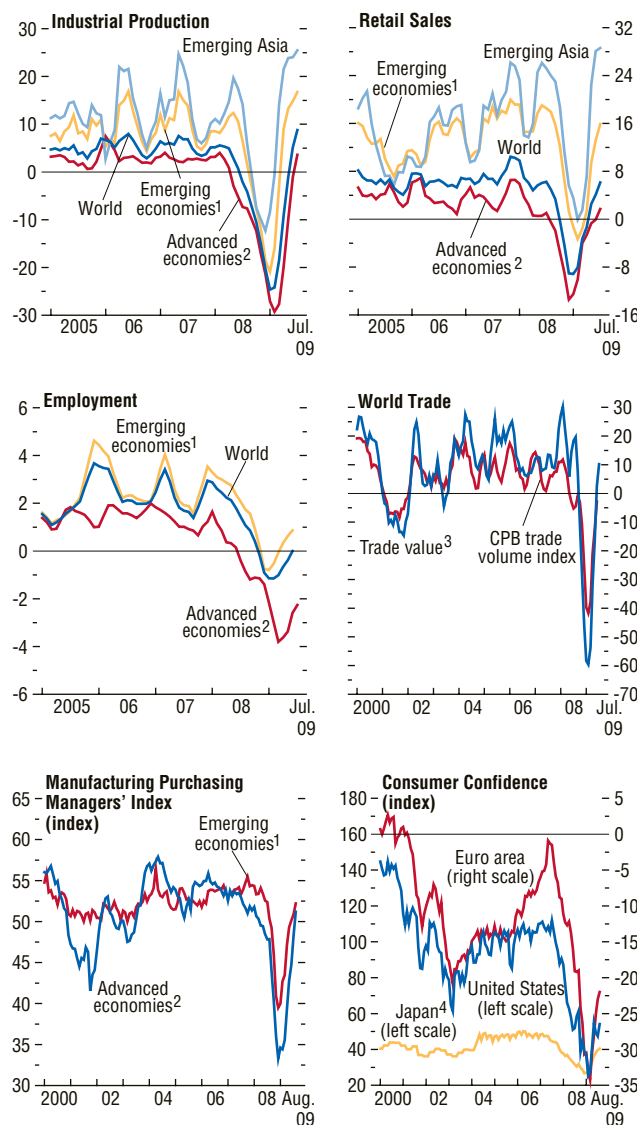 Industrial Production
30
20
10
0
-10
-20
-30
Emerging Asia
World
Emerging
economies¹
Advanced
economies²
2005 06 07 08 Jul.
09
Retail Sales
32
24
16
8
0
-8
-16
Emerging Asia
Emerging
economies¹
World
Advanced
economies²
2005 06 07 08 Jul.
09
Employment
6
4
2
0
-2
-4
-6
Emerging
economies¹
World
Advanced
economies²
2005 06 07 08 Jul.
09
World Trade
30
20
10
0
-10
-20
-30
-40
-50
-60
-70
Trade value³
CPB trade
volume index
2000 02 04 06 08 Jul.
09
Manufacturing Purchasing
Managers’ Index
(index)
65
60
55
50
45
40
35
30
Emerging
economies¹
Advanced
economies²
2000 02 04 06 08 Aug.
09
Consumer Confidence
(index)
180
160
140
120
100
80
60
40
20
5
0
-5
-10
-15
-20
-25
-30
-35
Euro area
(right scale)
United States
(left scale)
Japan⁴
(left scale)
2000 02 04 06 08 Aug.
09